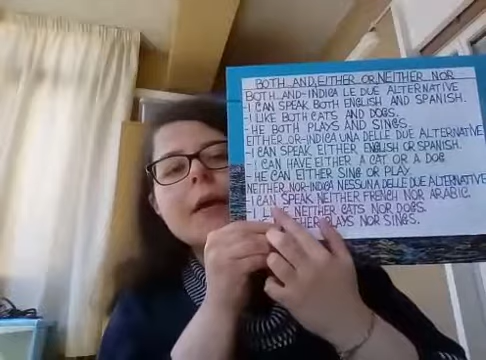 BOTH AND, EITHER OR, NEITHER NOR
BOTH AND-INDICA LE DUE ALTERNATIVE
-I CAN SPEAK BOTH ENGLISH AND SPANISH.
-I LIKE BOTH CATS AND DOGS.
-HE BOTH PLAYS AND SINGS.
EITHER OR-INDICA UNA DELLE DUE ALTERNATIVE
-I CAN SPEAK EITHER ENGLISH OR SPANISH.
-I CAN HAVE EITHER A CAT OR A DOG
-HE CAN EITHER SING OR PLAY
NEITHER NOR-INDICA NESSUNA DELLE DUE ALTERNATIVE
-I CAN SPEAK NEITHER FRENCH NOR ARABIC.
-I LIKE NEITHER CATS NOR DOGS.
PLAYS NOR SINGS.